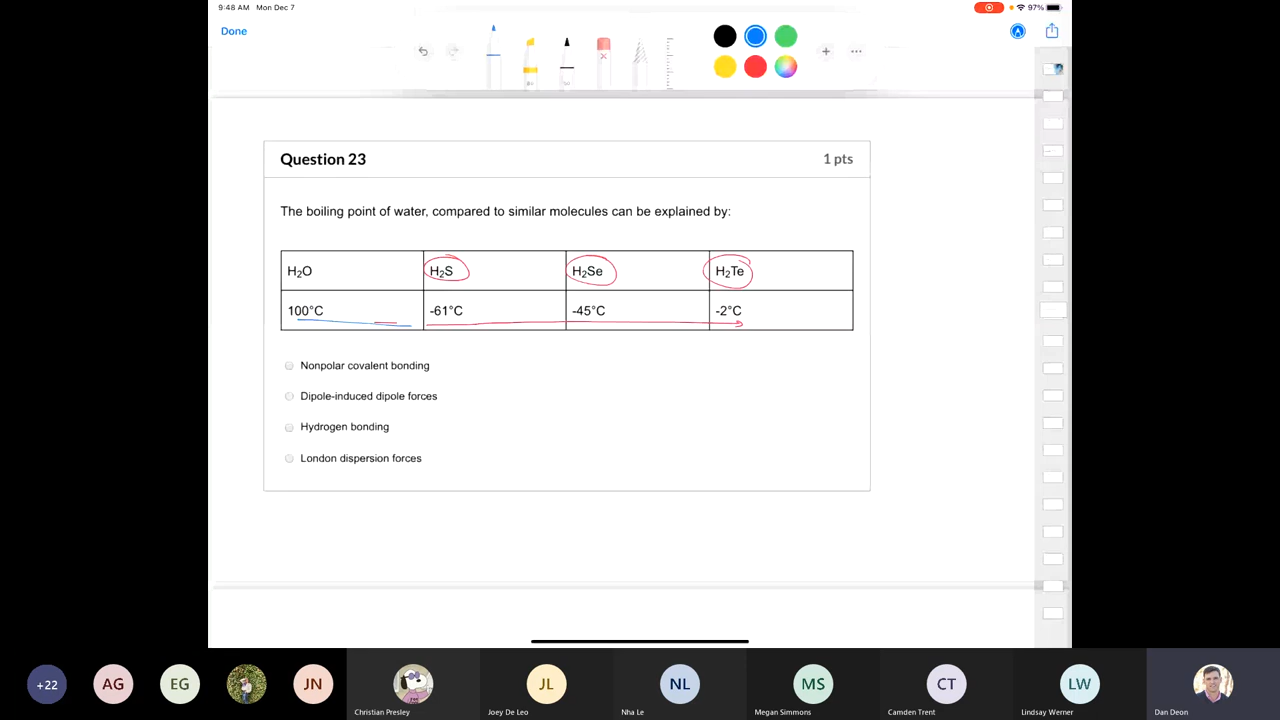 9:48 AM Mon Dec 7
97%
Done
Question 23
1 pts
The boiling point of water, compared to similar molecules can be explained by:
H₂O H₂S H₂Se H₂Te
100°C -61°C -45°C -2°C
Nonpolar covalent bonding
Dipole-induced dipole forces
Hydrogen bonding
London dispersion forces
+22 AG EG JN JL NL MS CT LW
Christian Presley Joey De Leo Nha Le Megan Simmons Camden Trent Lindsay Werner Dan Deon